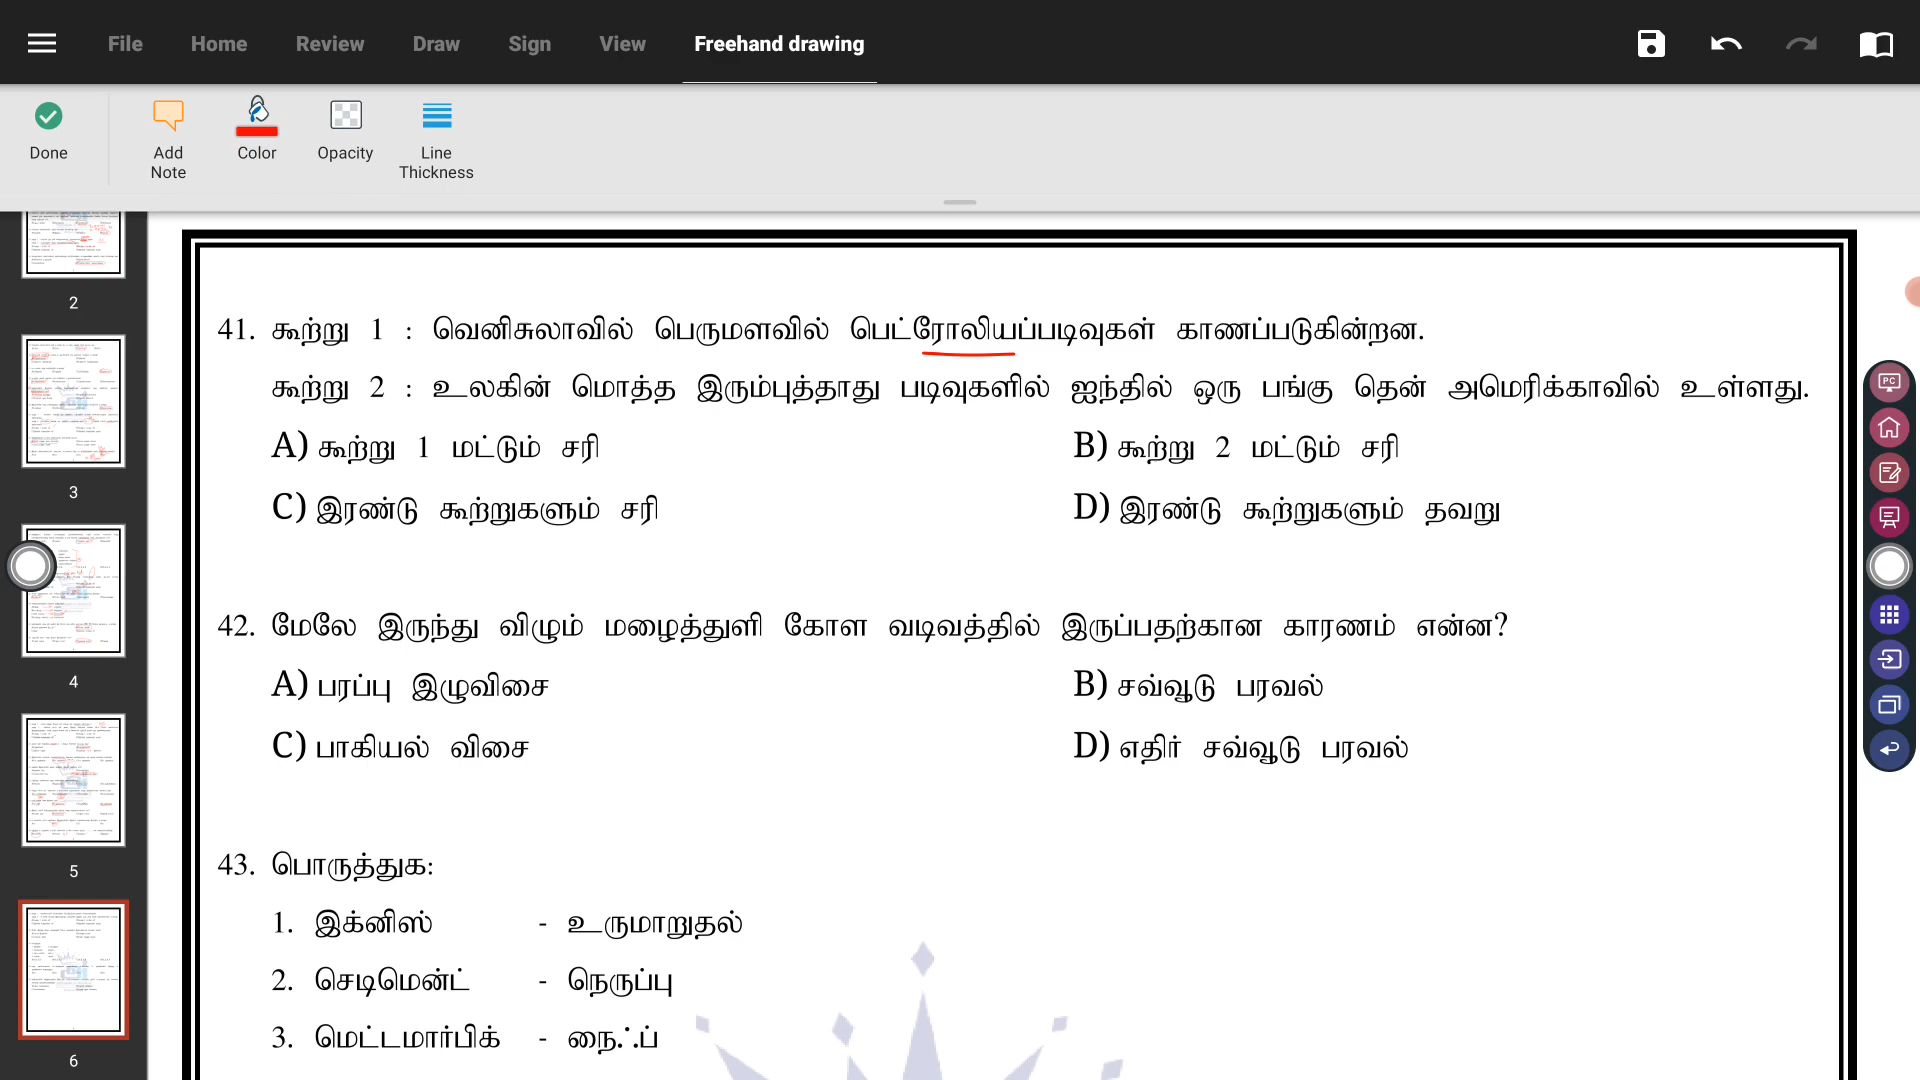 File Home Review Draw Sign View Freehand drawing
Done Add Note Color Opacity Line Thickness
2
3
4
5
6
41. கூற்று 1 : வெனிசுலாவில் பெருமளவில் பெட்ரோலியப்படிவுகள் காணப்படுகின்றன.
கூற்று 2 : உலகின் மொத்த இரும்புத்தாது படிவுகளில் ஐந்தில் ஒரு பங்கு தென் அமெரிக்காவில் உள்ளது.
A) கூற்று 1 மட்டும் சரி B) கூற்று 2 மட்டும் சரி
C) இரண்டு கூற்றுகளும் சரி D) இரண்டு கூற்றுகளும் தவறு
42. மேலே இருந்து விழும் மழைத்துளி கோள வடிவத்தில் இருப்பதற்கான காரணம் என்ன?
A) பரப்பு இழுவிசை B) சவ்வூடு பரவல்
C) பாகியல் விசை D) எதிர் சவ்வூடு பரவல்
43. பொருத்துக:
1. இக்னிஸ் - உருமாறுதல்
2. செடிமென்ட் - நெருப்பு
3. மெட்டமார்பிக் - நைஃப்
PC